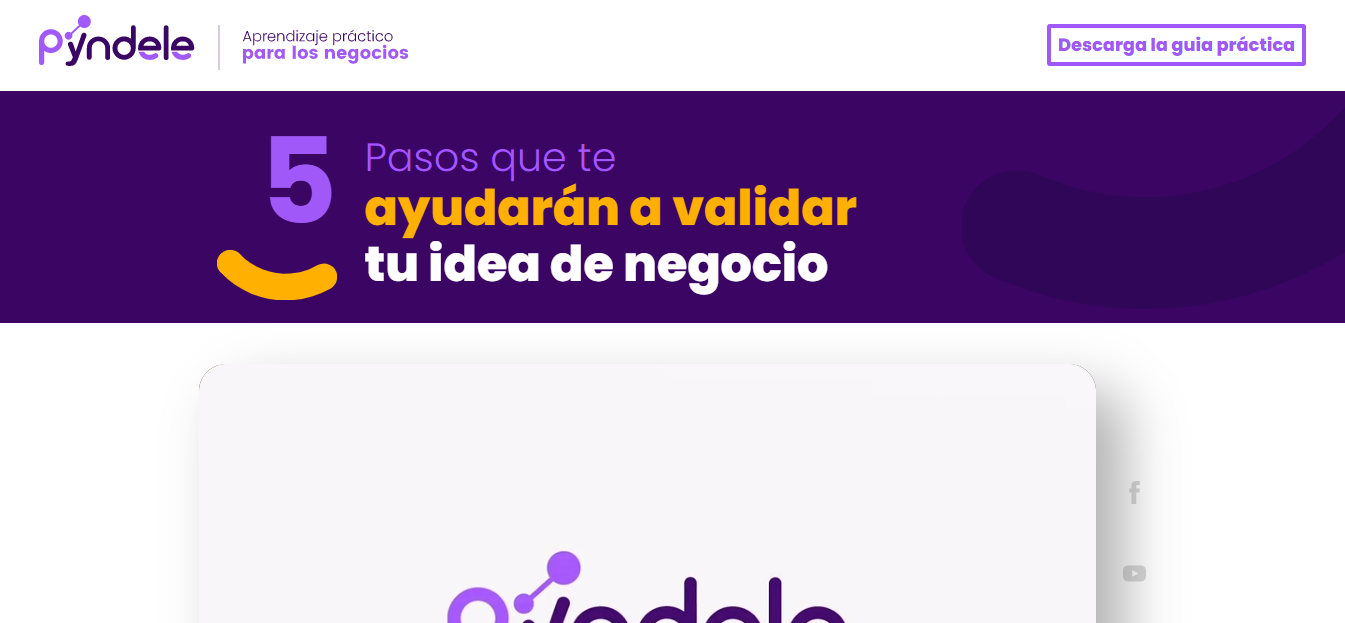 pyndele
Aprendizaje práctico
para los negocios
Descarga la guia práctica
5
Pasos que te
ayudarán a validar
tu idea de negocio
pyndele